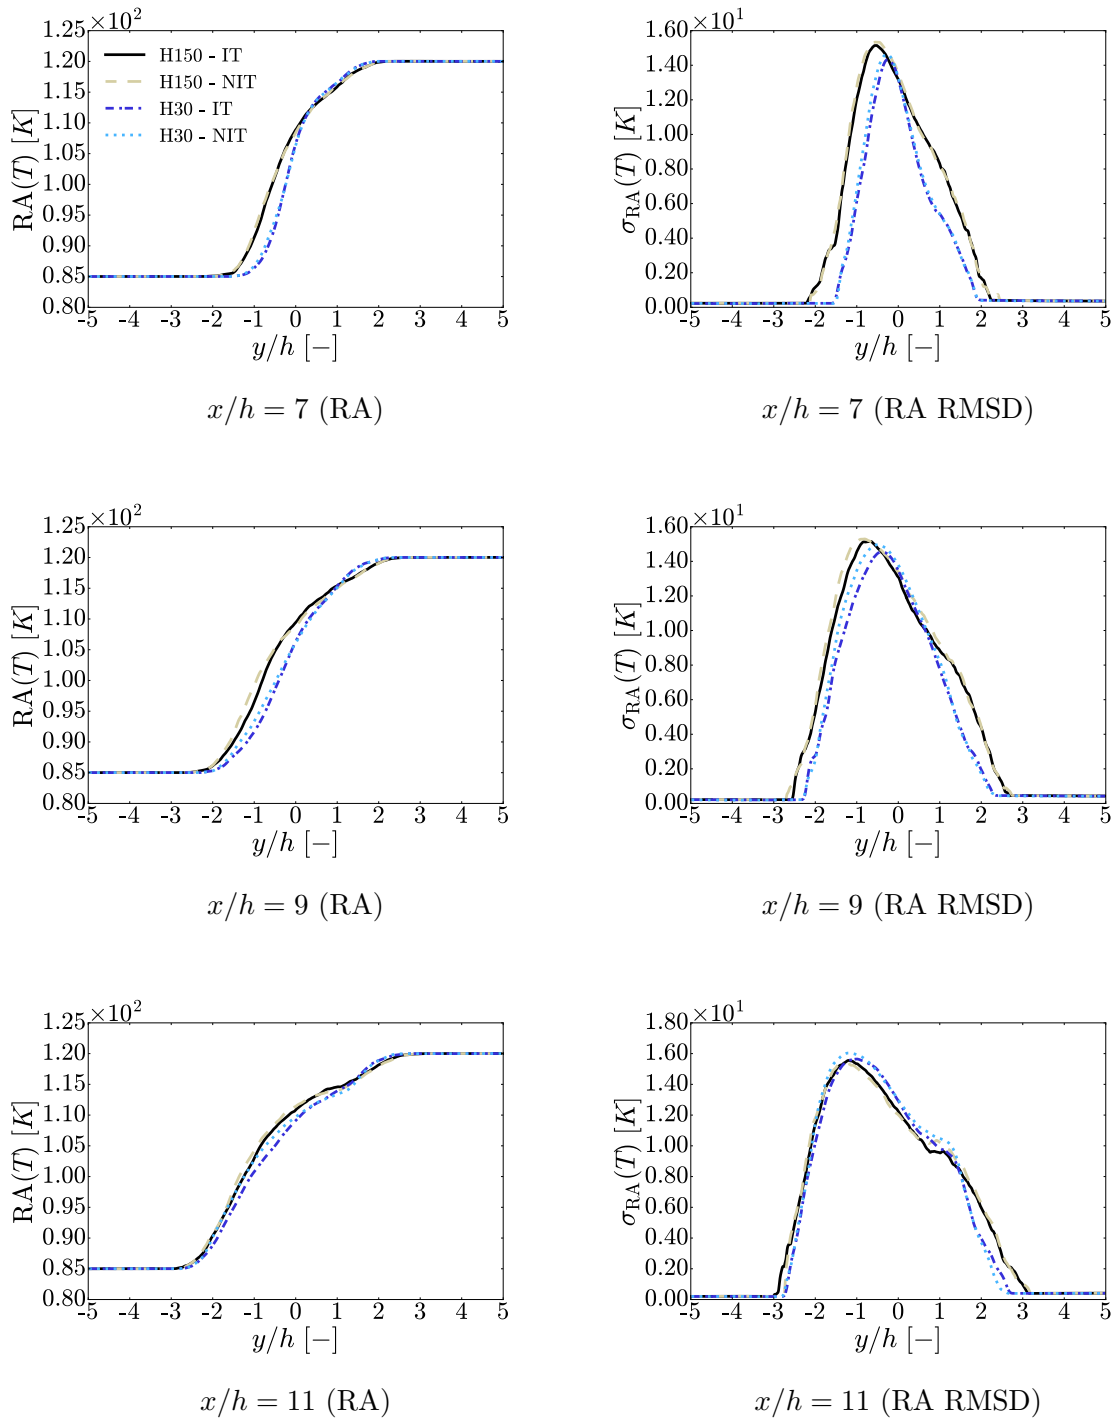 1.25 ×10²
1.20
1.15
1.10
1.05
1.00
0.95
0.90
0.85
0.80
RA(T) [K]
H150 - IT
H150 - NIT
H30 - IT
H30 - NIT
-5 -4 -3 -2 -1 0 1 2 3 4 5
y/h [−]
x/h = 7 (RA)
1.60 ×10¹
1.40
1.20
1.00
0.80
0.60
0.40
0.20
0.00
σRA(T) [K]
-5 -4 -3 -2 -1 0 1 2 3 4 5
y/h [−]
x/h = 7 (RA RMSD)
1.25 ×10²
1.20
1.15
1.10
1.05
1.00
0.95
0.90
0.85
0.80
RA(T) [K]
-5 -4 -3 -2 -1 0 1 2 3 4 5
y/h [−]
x/h = 9 (RA)
1.60 ×10¹
1.40
1.20
1.00
0.80
0.60
0.40
0.20
0.00
σRA(T) [K]
-5 -4 -3 -2 -1 0 1 2 3 4 5
y/h [−]
x/h = 9 (RA RMSD)
1.25 ×10²
1.20
1.15
1.10
1.05
1.00
0.95
0.90
0.85
0.80
RA(T) [K]
-5 -4 -3 -2 -1 0 1 2 3 4 5
y/h [−]
x/h = 11 (RA)
1.80 ×10¹
1.60
1.40
1.20
1.00
0.80
0.60
0.40
0.20
0.00
σRA(T) [K]
-5 -4 -3 -2 -1 0 1 2 3 4 5
y/h [−]
x/h = 11 (RA RMSD)